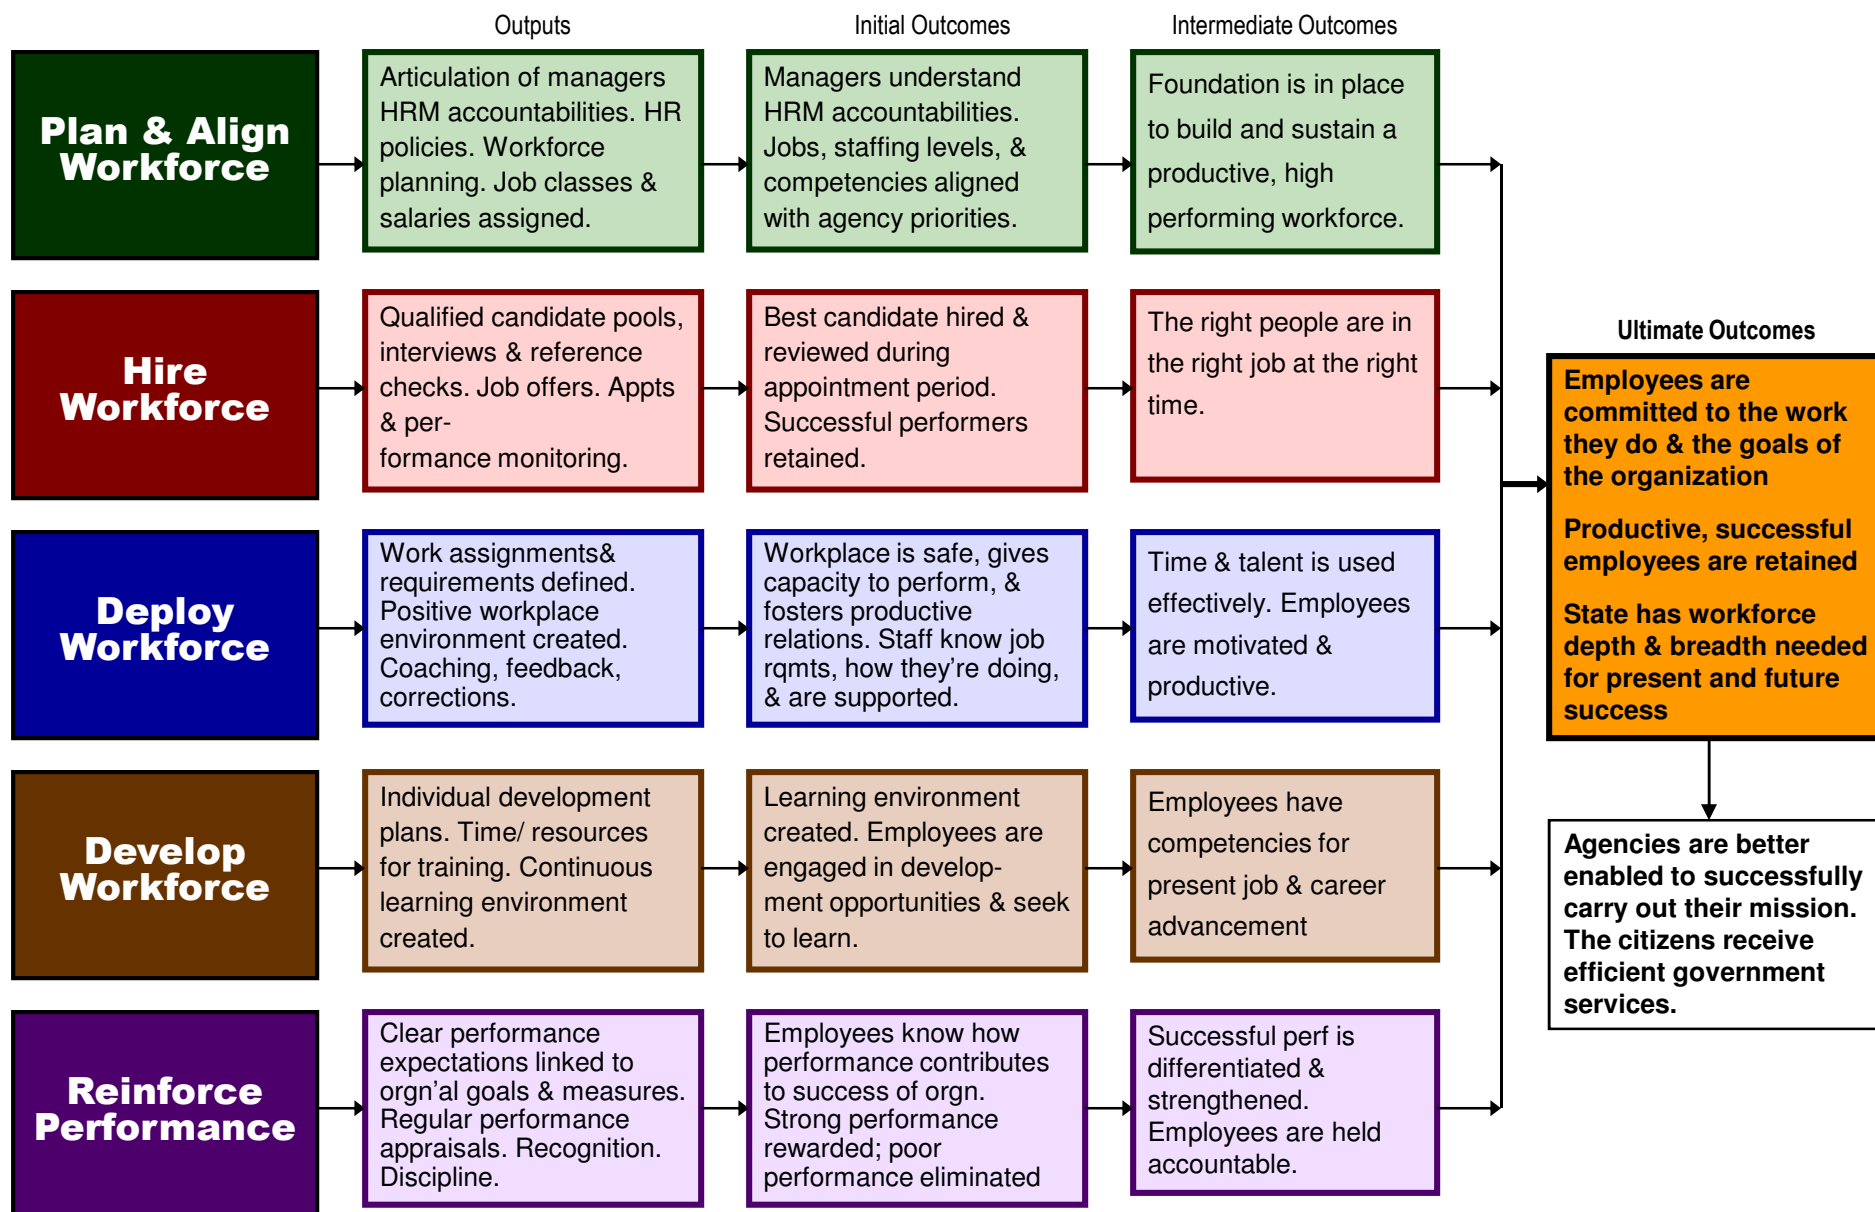 Outputs
Initial Outcomes
Intermediate Outcomes
Plan & Align
Workforce
Articulation of managers
HRM accountabilities. HR
policies. Workforce
planning. Job classes &
salaries assigned.
Managers understand
HRM accountabilities.
Jobs, staffing levels, &
competencies aligned
with agency priorities.
Foundation is in place
to build and sustain a
productive, high
performing workforce.
Hire
Workforce
Qualified candidate pools,
interviews & reference
checks. Job offers. Appts
& per-
formance monitoring.
Best candidate hired &
reviewed during
appointment period.
Successful performers
retained.
The right people are in
the right job at the right
time.
Deploy
Workforce
Work assignments&
requirements defined.
Positive workplace
environment created.
Coaching, feedback,
corrections.
Workplace is safe, gives
capacity to perform, &
fosters productive
relations. Staff know job
rqmts, how they’re doing,
& are supported.
Time & talent is used
effectively. Employees
are motivated &
productive.
Develop
Workforce
Individual development
plans. Time/ resources
for training. Continuous
learning environment
created.
Learning environment
created. Employees are
engaged in develop-
ment opportunities & seek
to learn.
Employees have
competencies for
present job & career
advancement
Reinforce
Performance
Clear performance
expectations linked to
orgn’al goals & measures.
Regular performance
appraisals. Recognition.
Discipline.
Employees know how
performance contributes
to success of orgn.
Strong performance
rewarded; poor
performance eliminated
Successful perf is
differentiated &
strengthened.
Employees are held
accountable.
Ultimate Outcomes
Employees are
committed to the work
they do & the goals of
the organization
Productive, successful
employees are retained
State has workforce
depth & breadth needed
for present and future
success
Agencies are better
enabled to successfully
carry out their mission.
The citizens receive
efficient government
services.